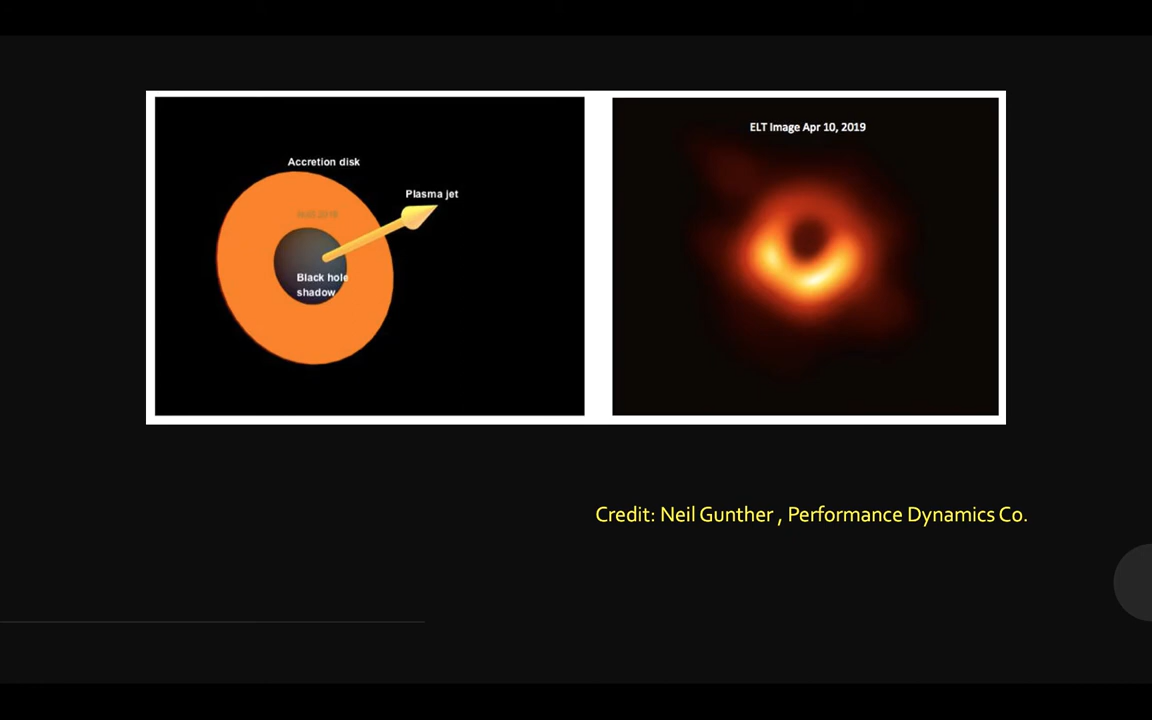 Accretion disk
Plasma jet
Black hole
shadow
ELT Image Apr 10, 2019
Credit: Neil Gunther , Performance Dynamics Co.